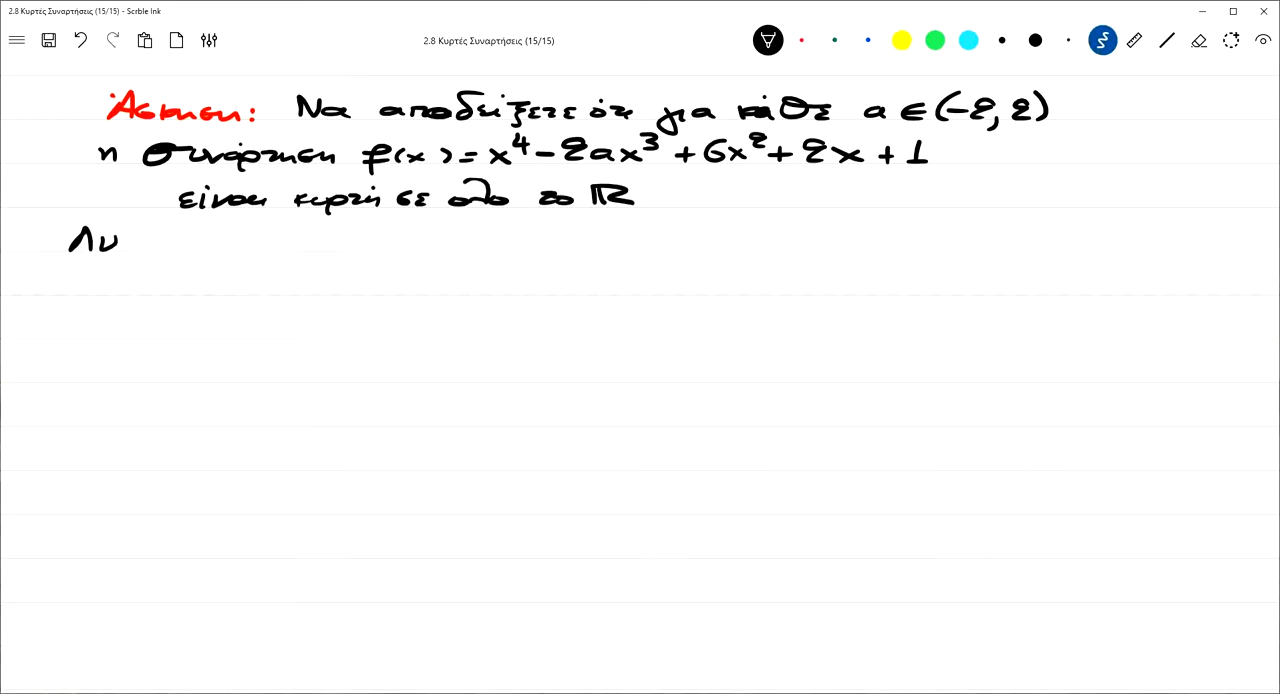 2.8 Κυρτές Συναρτήσεις (15/15) - Scrble Ink
2.8 Κυρτές Συναρτήσεις (15/15)
Άσκηση: Να αποδείξετε ότι για κάθε α ∈ (-2, 2)
η συνάρτηση f(x) = x⁴ - 2αx³ + 6x² + 2x + 1
είναι κυρτή σε όλο το ℝ
Λυ